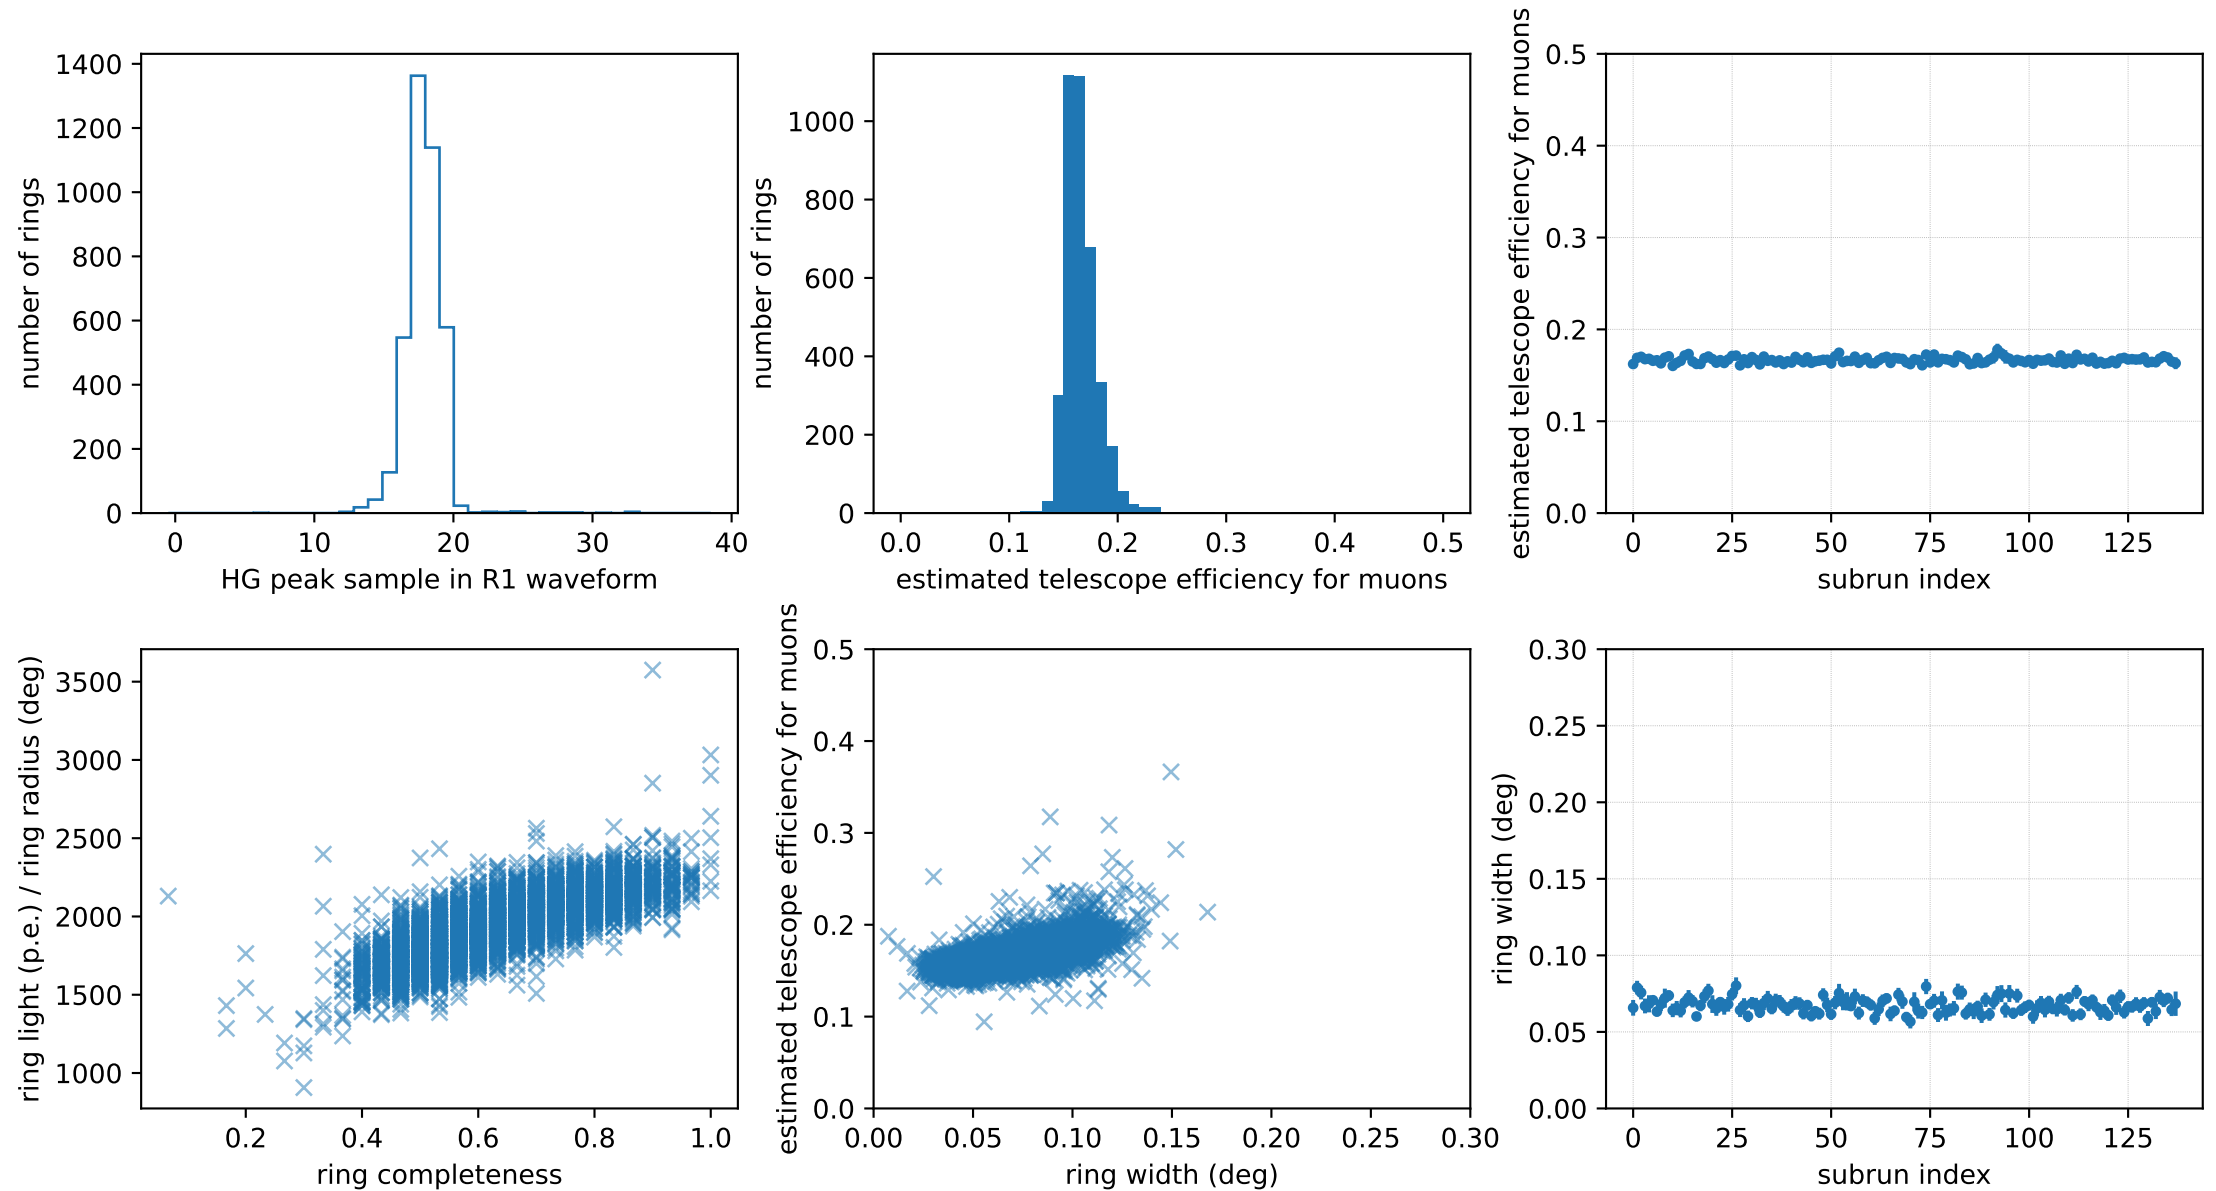 number of rings
1400
1200
1000
800
600
400
200
0
0 10 20 30 40
HG peak sample in R1 waveform
number of rings
1000
800
600
400
200
0
0.0 0.1 0.2 0.3 0.4 0.5
estimated telescope efficiency for muons
estimated telescope efficiency for muons
0.5
0.4
0.3
0.2
0.1
0.0
0 25 50 75 100 125
subrun index
ring light (p.e.) / ring radius (deg)
3500
3000
2500
2000
1500
1000
0.2 0.4 0.6 0.8 1.0
ring completeness
estimated telescope efficiency for muons
0.5
0.4
0.3
0.2
0.1
0.0
0.00 0.05 0.10 0.15 0.20 0.25 0.30
ring width (deg)
ring width (deg)
0.30
0.25
0.20
0.15
0.10
0.05
0.00
0 25 50 75 100 125
subrun index